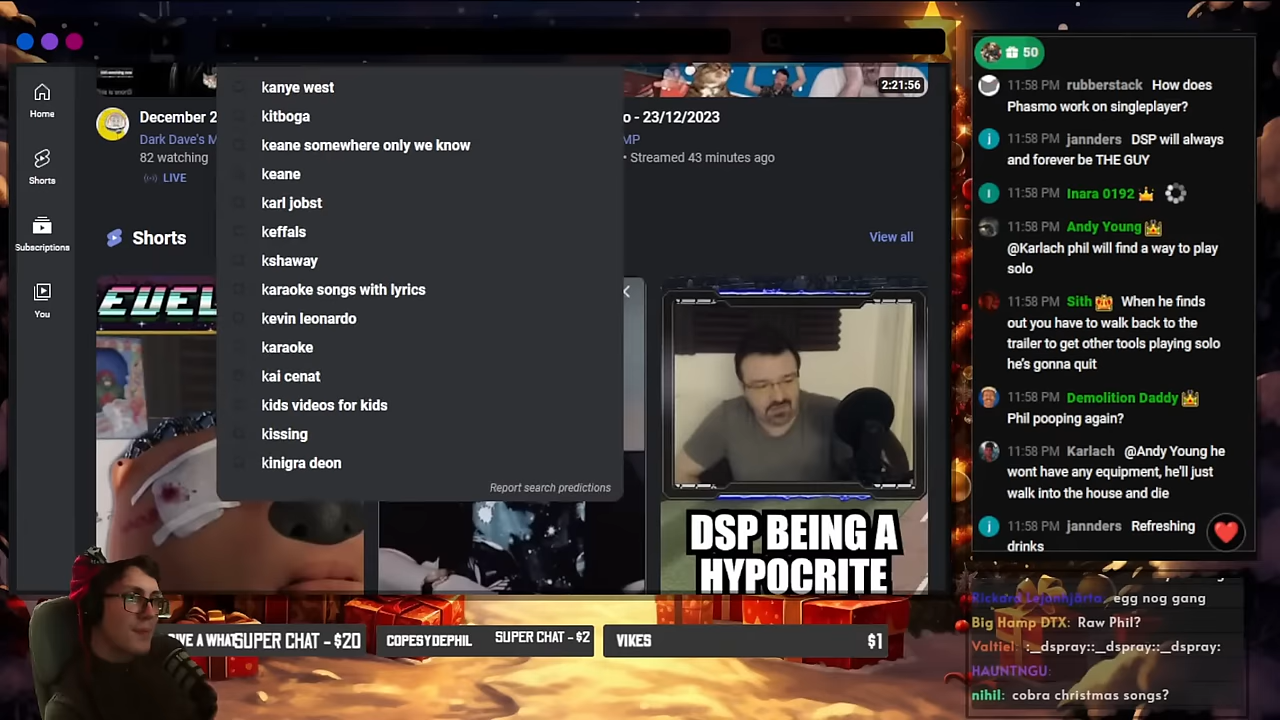 Home
Shorts
Subscriptions
You
December 2
Dark Dave's M
82 watching
LIVE
2:21:56
o - 23/12/2023
MP
• Streamed 43 minutes ago
Shorts
View all
kanye west
kitboga
keane somewhere only we know
keane
karl jobst
keffals
kshaway
karaoke songs with lyrics
kevin leonardo
karaoke
kai cenat
kids videos for kids
kissing
kinigra deon
Report search predictions
DSP BEING A
HYPOCRITE
50
11:58 PM rubberstack How does
Phasmo work on singleplayer?
11:58 PM jannders DSP will always
and forever be THE GUY
11:58 PM Inara 0192
11:58 PM Andy Young
@Karlach phil will find a way to play
solo
11:58 PM Sith When he finds
out you have to walk back to the
trailer to get other tools playing solo
he's gonna quit
11:58 PM Demolition Daddy
Phil pooping again?
11:58 PM Karlach @Andy Young he
wont have any equipment, he'll just
walk into the house and die
11:58 PM jannders Refreshing
drinks
egg nog gang
Big Hamp DTX: Raw Phil?
Valtiel: :_dspray::_dspray::_dspray:
HAUNTNGU:
nihil: cobra christmas songs?
IVE A WHAT SUPER CHAT - $20
COPESYDEPHIL SUPER CHAT - $2
VIKES $1